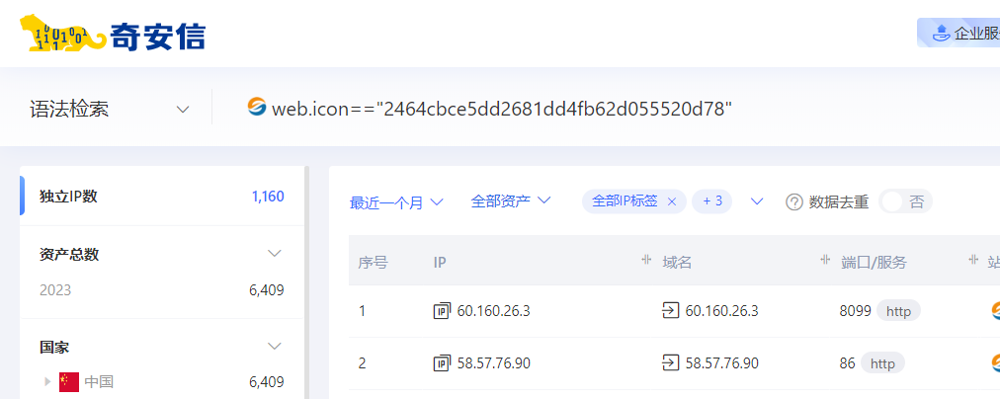 奇安信
企业服
语法检索
web.icon=="2464cbce5dd2681dd4fb62d055520d78"
独立IP数 1,160
资产总数
2023 6,409
国家
中国 6,409
最近一个月 全部资产 全部IP标签 × + 3 ? 数据去重 否
序号 IP 域名 端口/服务 站
1 IP 60.160.26.3 60.160.26.3 8099 http
2 IP 58.57.76.90 58.57.76.90 86 http